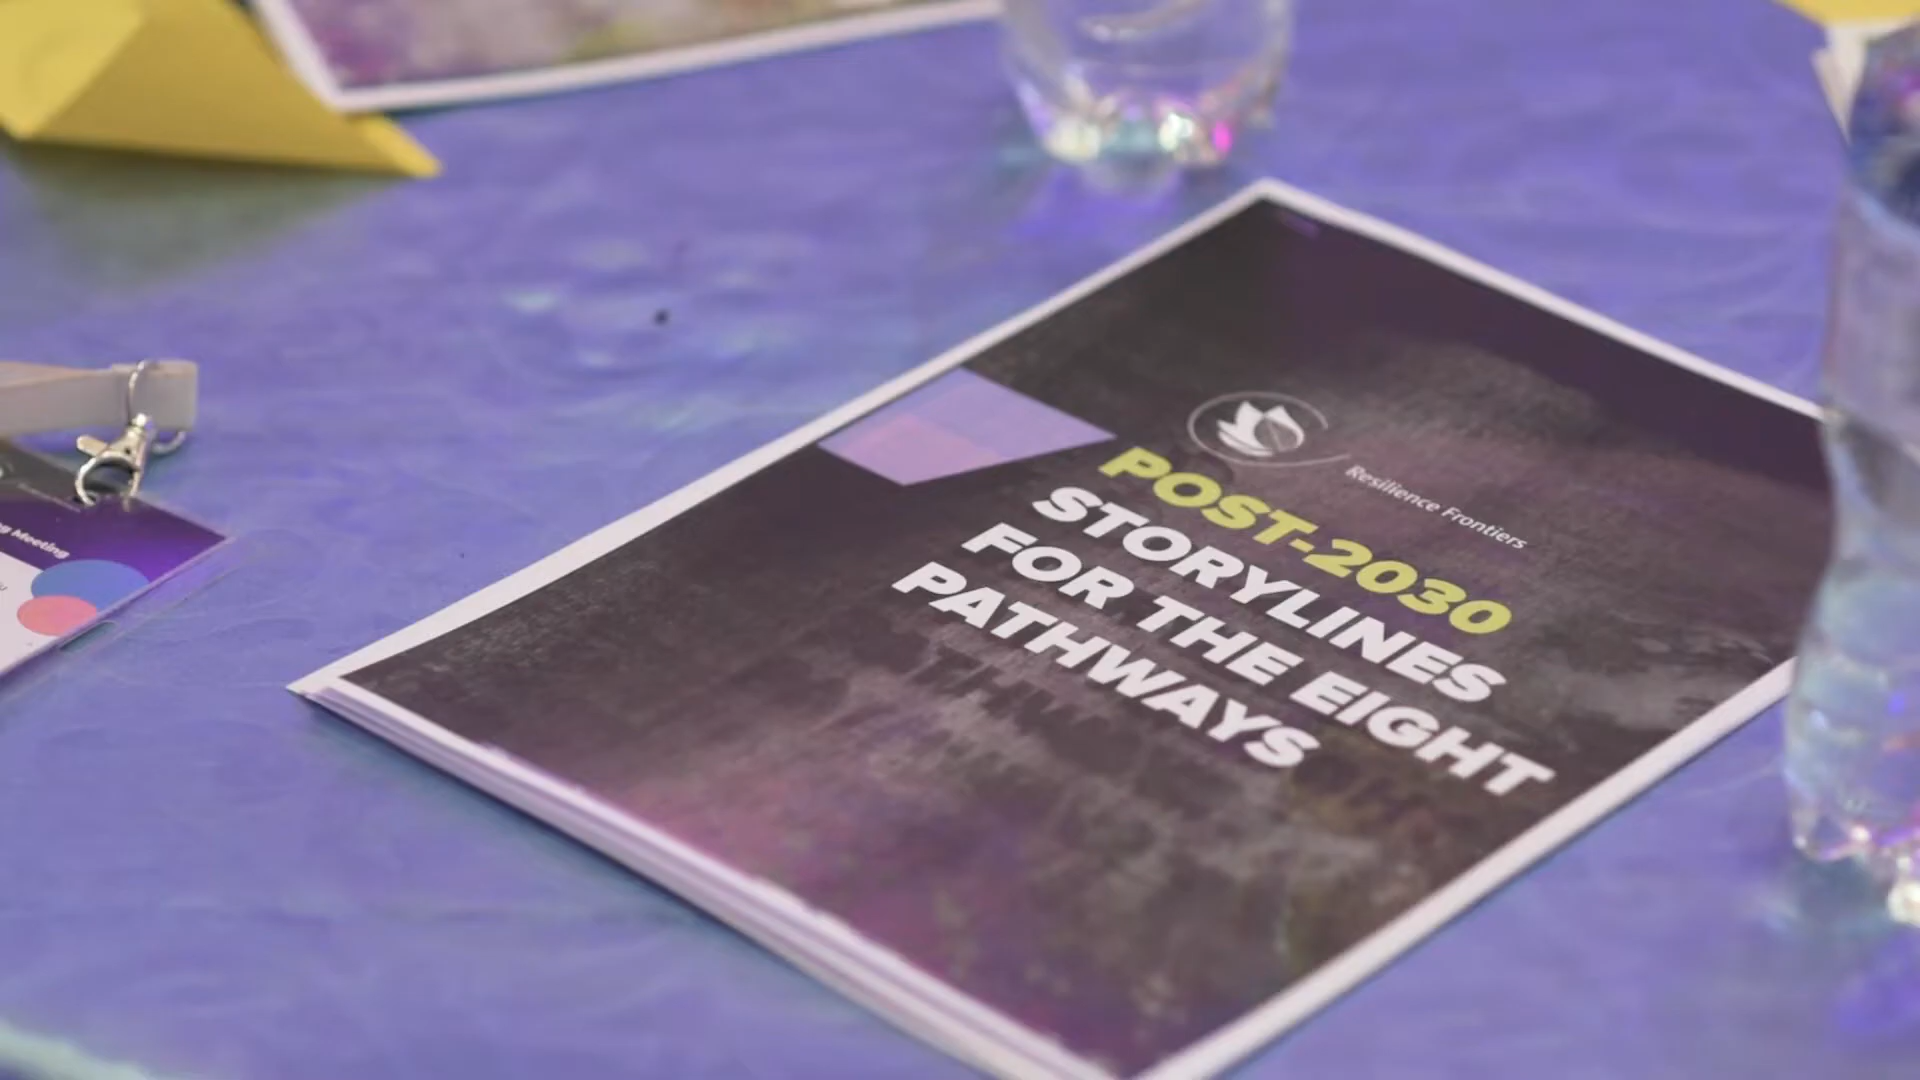 Resilience Frontiers
POST-2030
STORYLINES
FOR THE EIGHT
PATHWAYS
Meeting